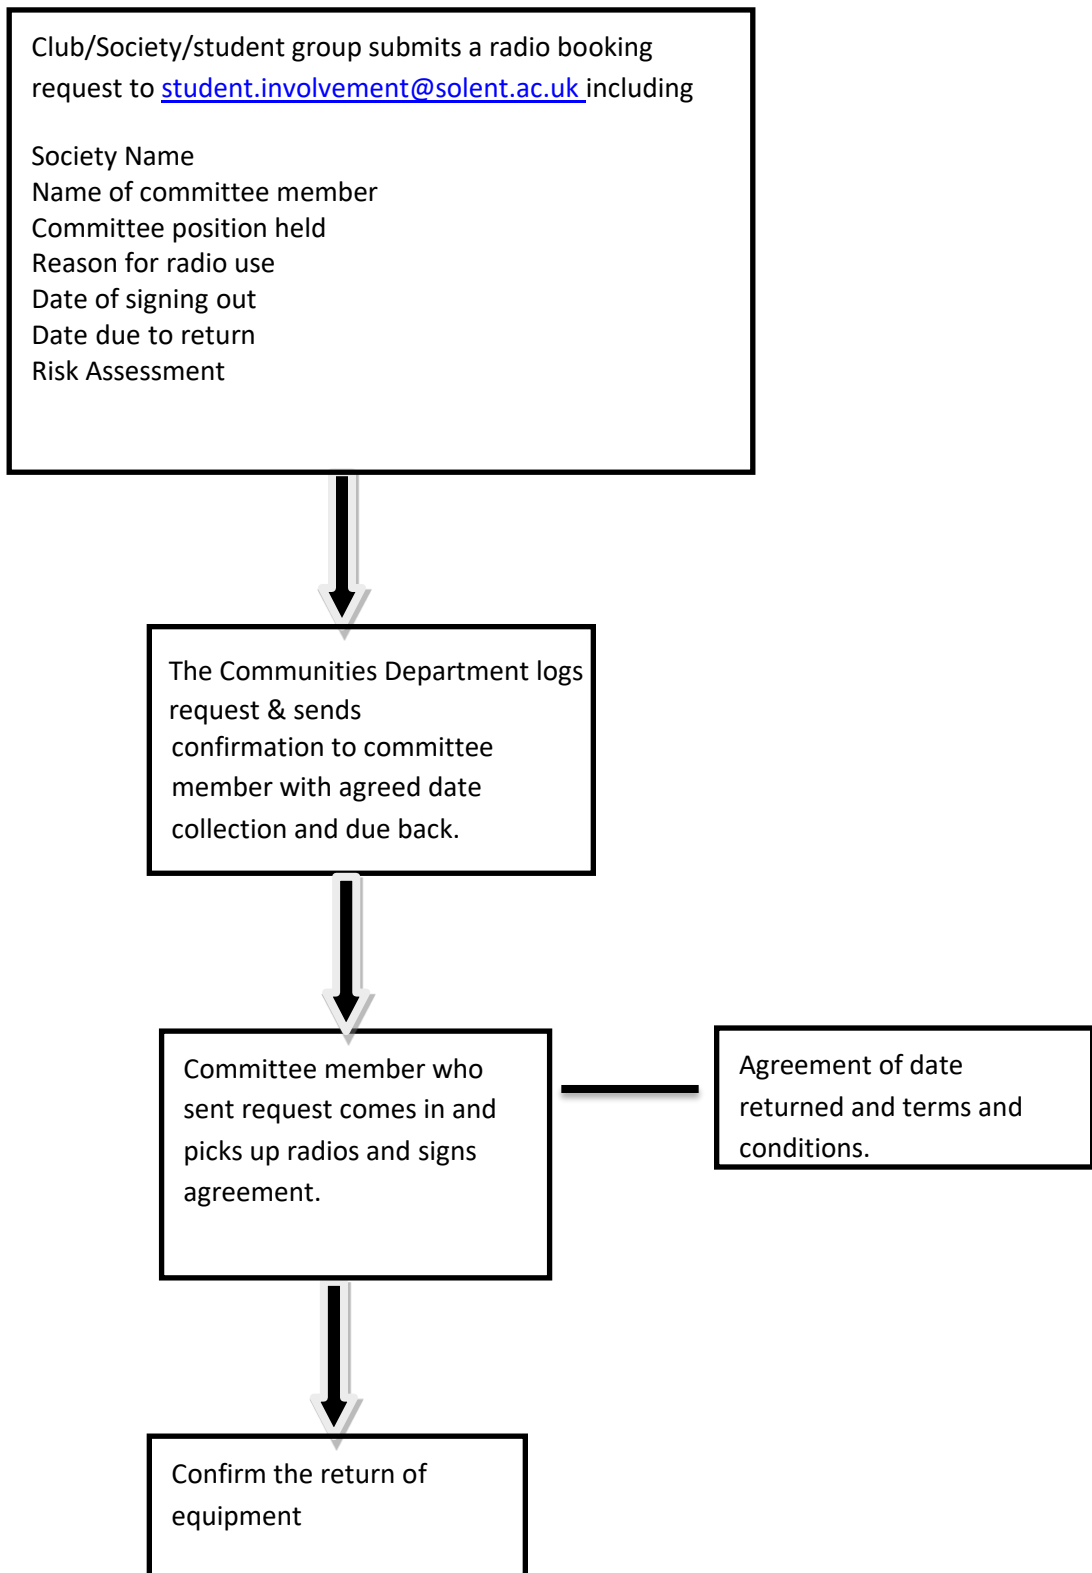 Club/Society/student group submits a radio booking
request to student.involvement@solent.ac.uk including
Society Name
Name of committee member
Committee position held
Reason for radio use
Date of signing out
Date due to return
Risk Assessment
The Communities Department logs
request & sends
confirmation to committee
member with agreed date
collection and due back.
Committee member who
sent request comes in and
picks up radios and signs
agreement.
Agreement of date
returned and terms and
conditions.
Confirm the return of
equipment